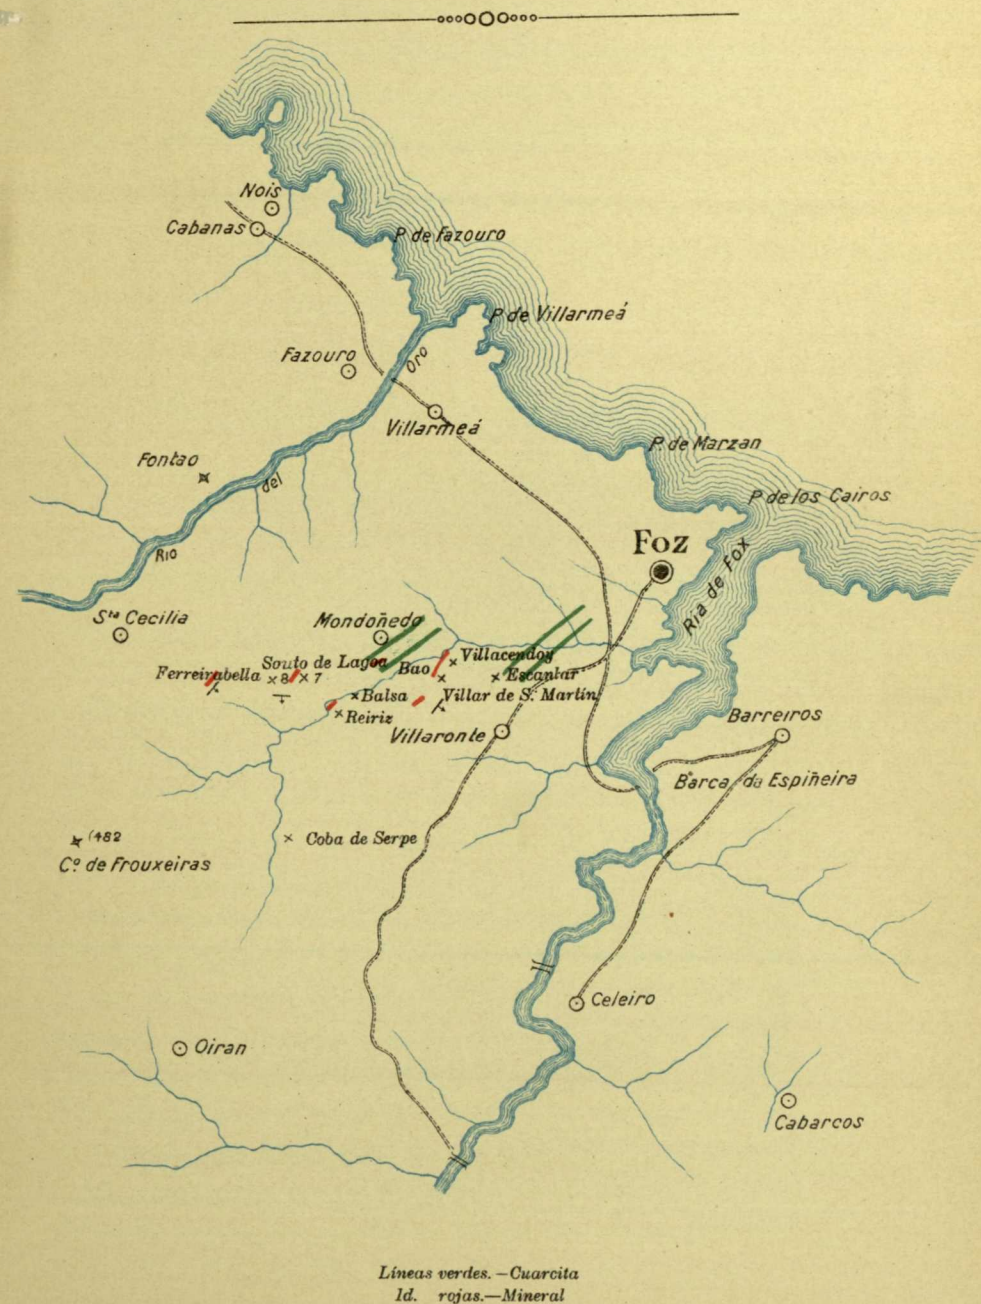 Nois
Cabanas
P. de Fazouro
P. de Villarmeá
Fazouro
Oro
Villarmeá
P. de Marzan
Fontao
del
P. de los Cairos
Rio
Foz
Ria de Fox
Sta Cecilia
Mondoñedo
Souto de Lagoa
Villacendoy
Ferreirabella
8
7
Bao
Escantar
Balsa
Villar de S. Martín
Reiriz
Villaronte
Barreiros
Barca da Espiñeira
(482
Co. de Frouxeiras
Coba de Serpe
Celeiro
Oiran
Cabarcos
Líneas verdes.—Cuarcita
Id. rojas.—Mineral